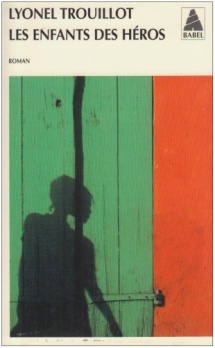 LYONEL TROUILLOT
LES ENFANTS DES HÉROS
BABEL
ROMAN